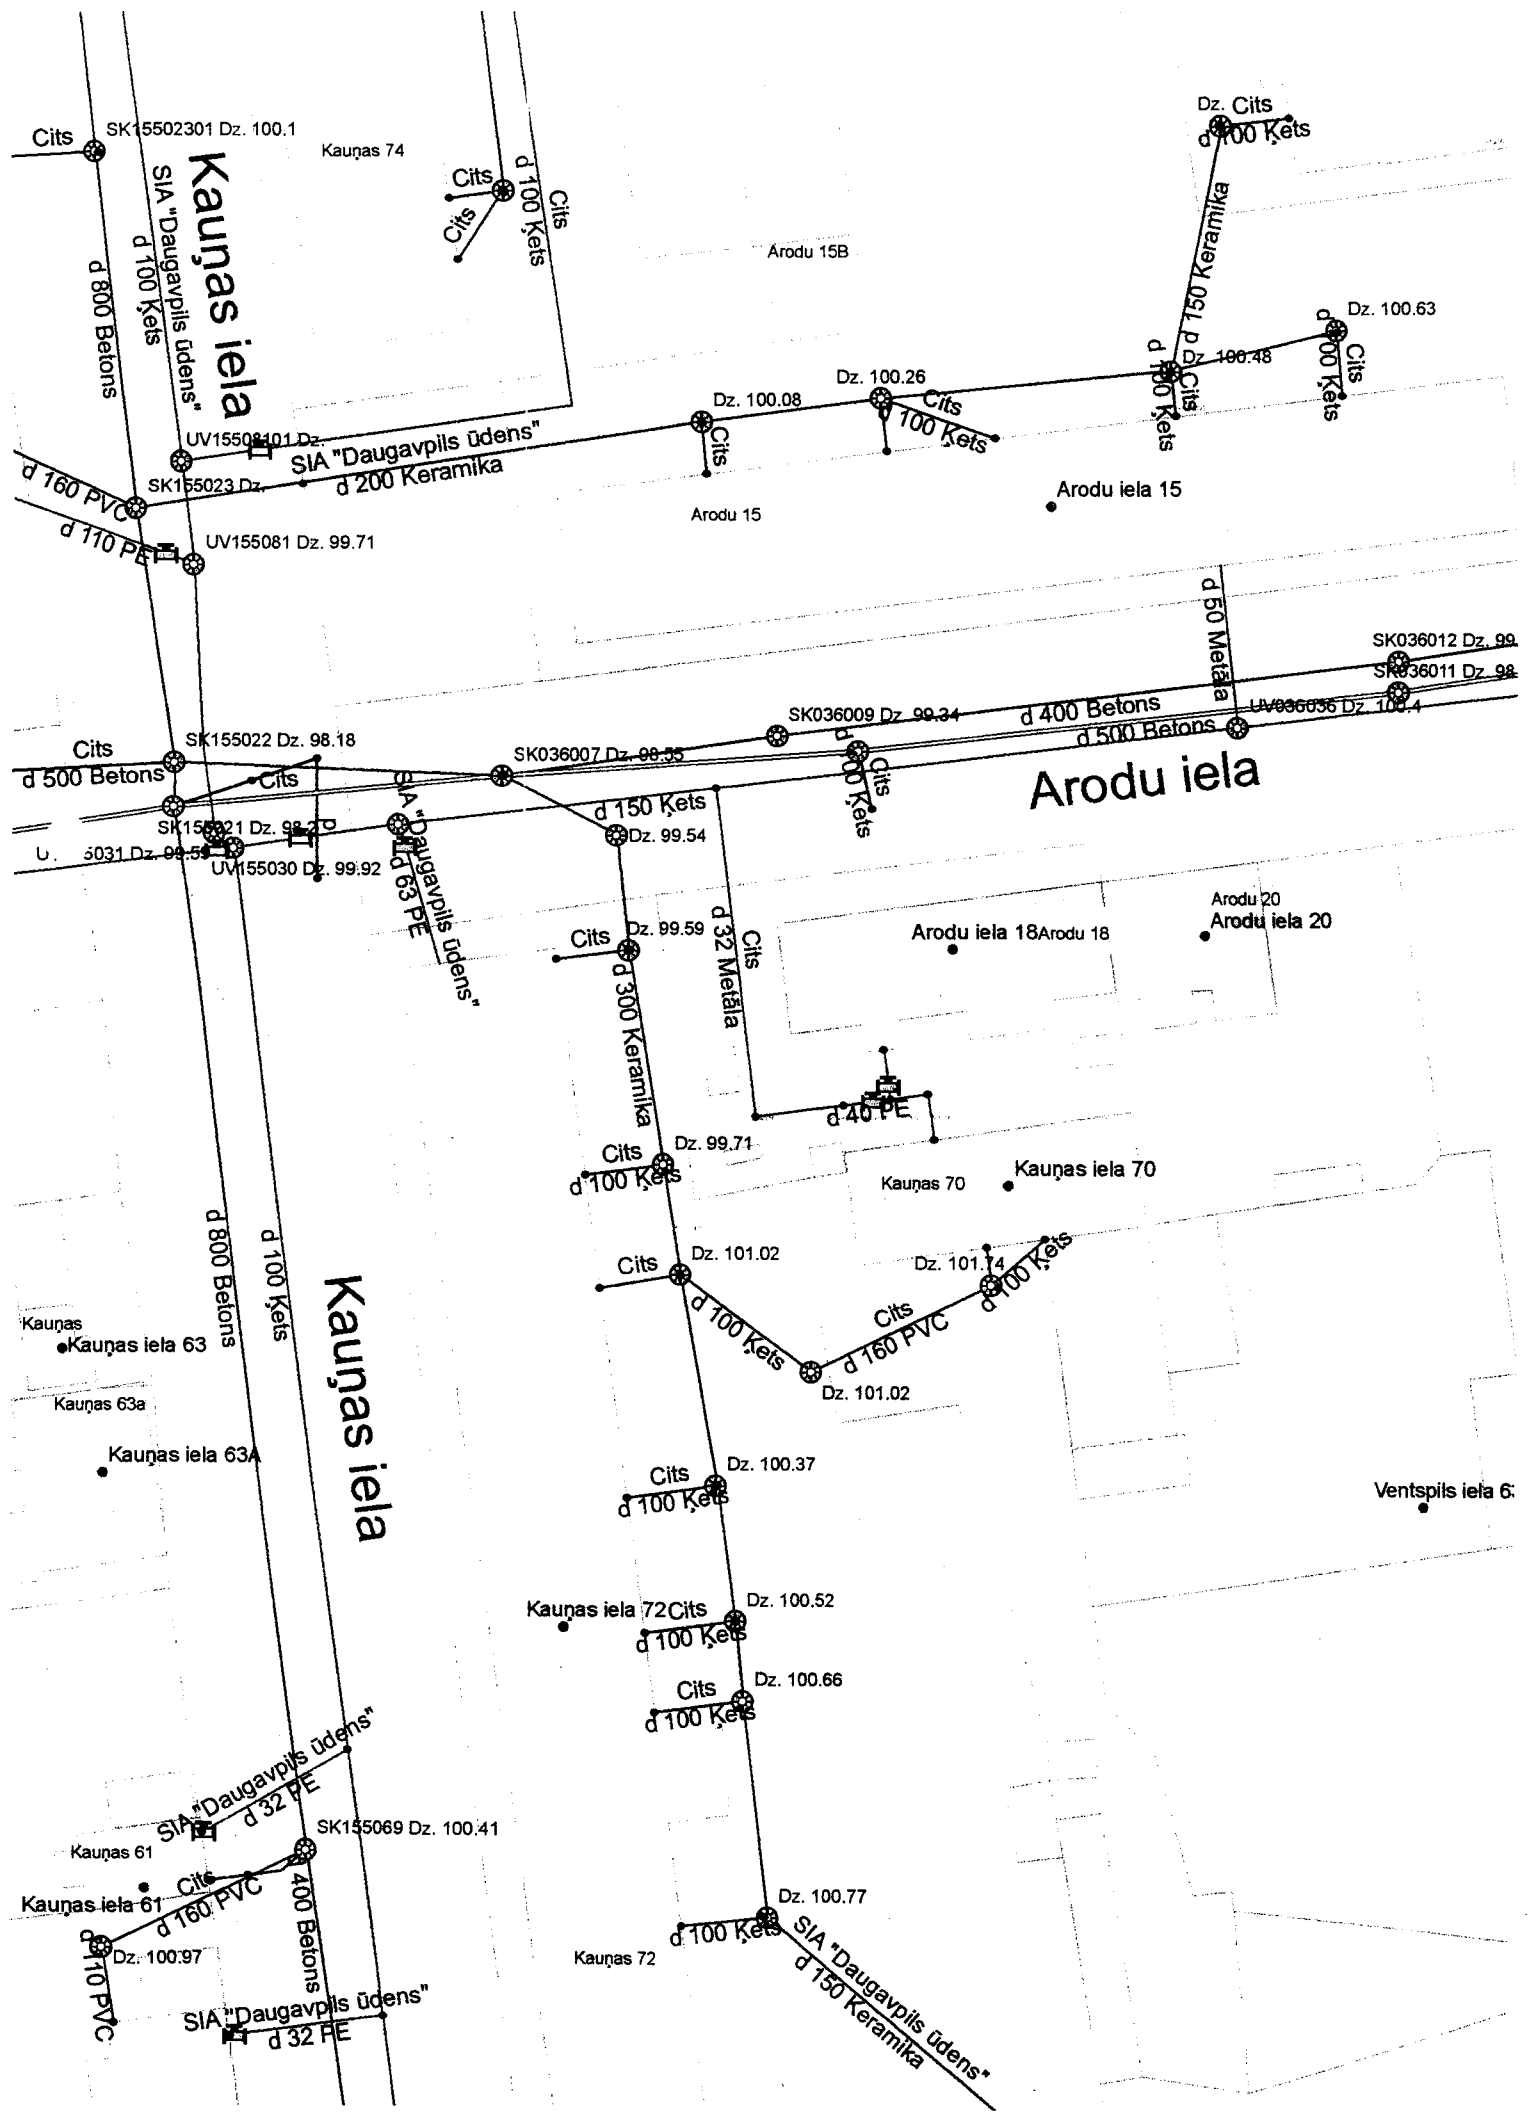 Cits
SK15502301 Dz. 100.1
Kauņas 74
Cits
Cits
d 100 Ķets
Cits
Dz.
Cits
d 100 Ķets
SIA "Daugavpils ūdens"
d 100 Ķets
Kauņas iela
d 800 Betons
Arodu 15B
d 150 Keramika
Dz. 100.63
Cits
Dz. 100.48
d 100 Ķets
Cits
Dz. 100.26
Cits
d 100 Ķets
Dz. 100.08
Cits
UV15508101 Dz.
SIA "Daugavpils ūdens"
d 200 Keramika
SK155023 Dz.
d 160 PVC
d 110 PE
UV155081 Dz. 99.71
Arodu 15
Arodu iela 15
d 50 Metāla
SK036012 Dz. 99
SK036011 Dz. 98
UV036036 Dz. 100.4
SK036009 Dz. 99.34
d 400 Betons
d 500 Betons
Arodu iela
Cits
d 500 Betons
SK155022 Dz. 98.18
Cits
SK036007 Dz. 98.55
Cits
d 150 Ķets
Dz. 99.54
UV155030 Dz. 99.92
SIA "Daugavpils ūdens"
d 63 PE
Cits
Dz. 99.59
d 300 Keramika
Cits
d 32 Metāla
Arodu iela 18
Arodu 18
Arodu 20
Arodu iela 20
d 40 PE
Cits
d 100 Ķets
Dz. 99.71
Kauņas 70
Kauņas iela 70
d 800 Betons
d 100 Ķets
Kauņas iela
Cits
Dz. 101.02
d 100 Ķets
Dz. 101.74
d 100 Ķets
Cits
d 160 PVC
Dz. 101.02
Kauņas
Kauņas iela 63
Kauņas 63a
Kauņas iela 63A
Cits
d 100 Ķets
Dz. 100.37
Ventspils iela
Kauņas iela 72
Cits
d 100 Ķets
Dz. 100.52
Cits
d 100 Ķets
Dz. 100.66
SIA "Daugavpils ūdens"
d 32 PE
SK155069 Dz. 100.41
Kauņas 61
Cits
Kauņas iela 61
d 160 PVC
400 Betons
Dz. 100.97
d 110 PVC
SIA "Daugavpils ūdens"
d 32 PE
Dz. 100.77
d 100 Ķets
Kauņas 72
SIA "Daugavpils ūdens"
d 150 Keramika